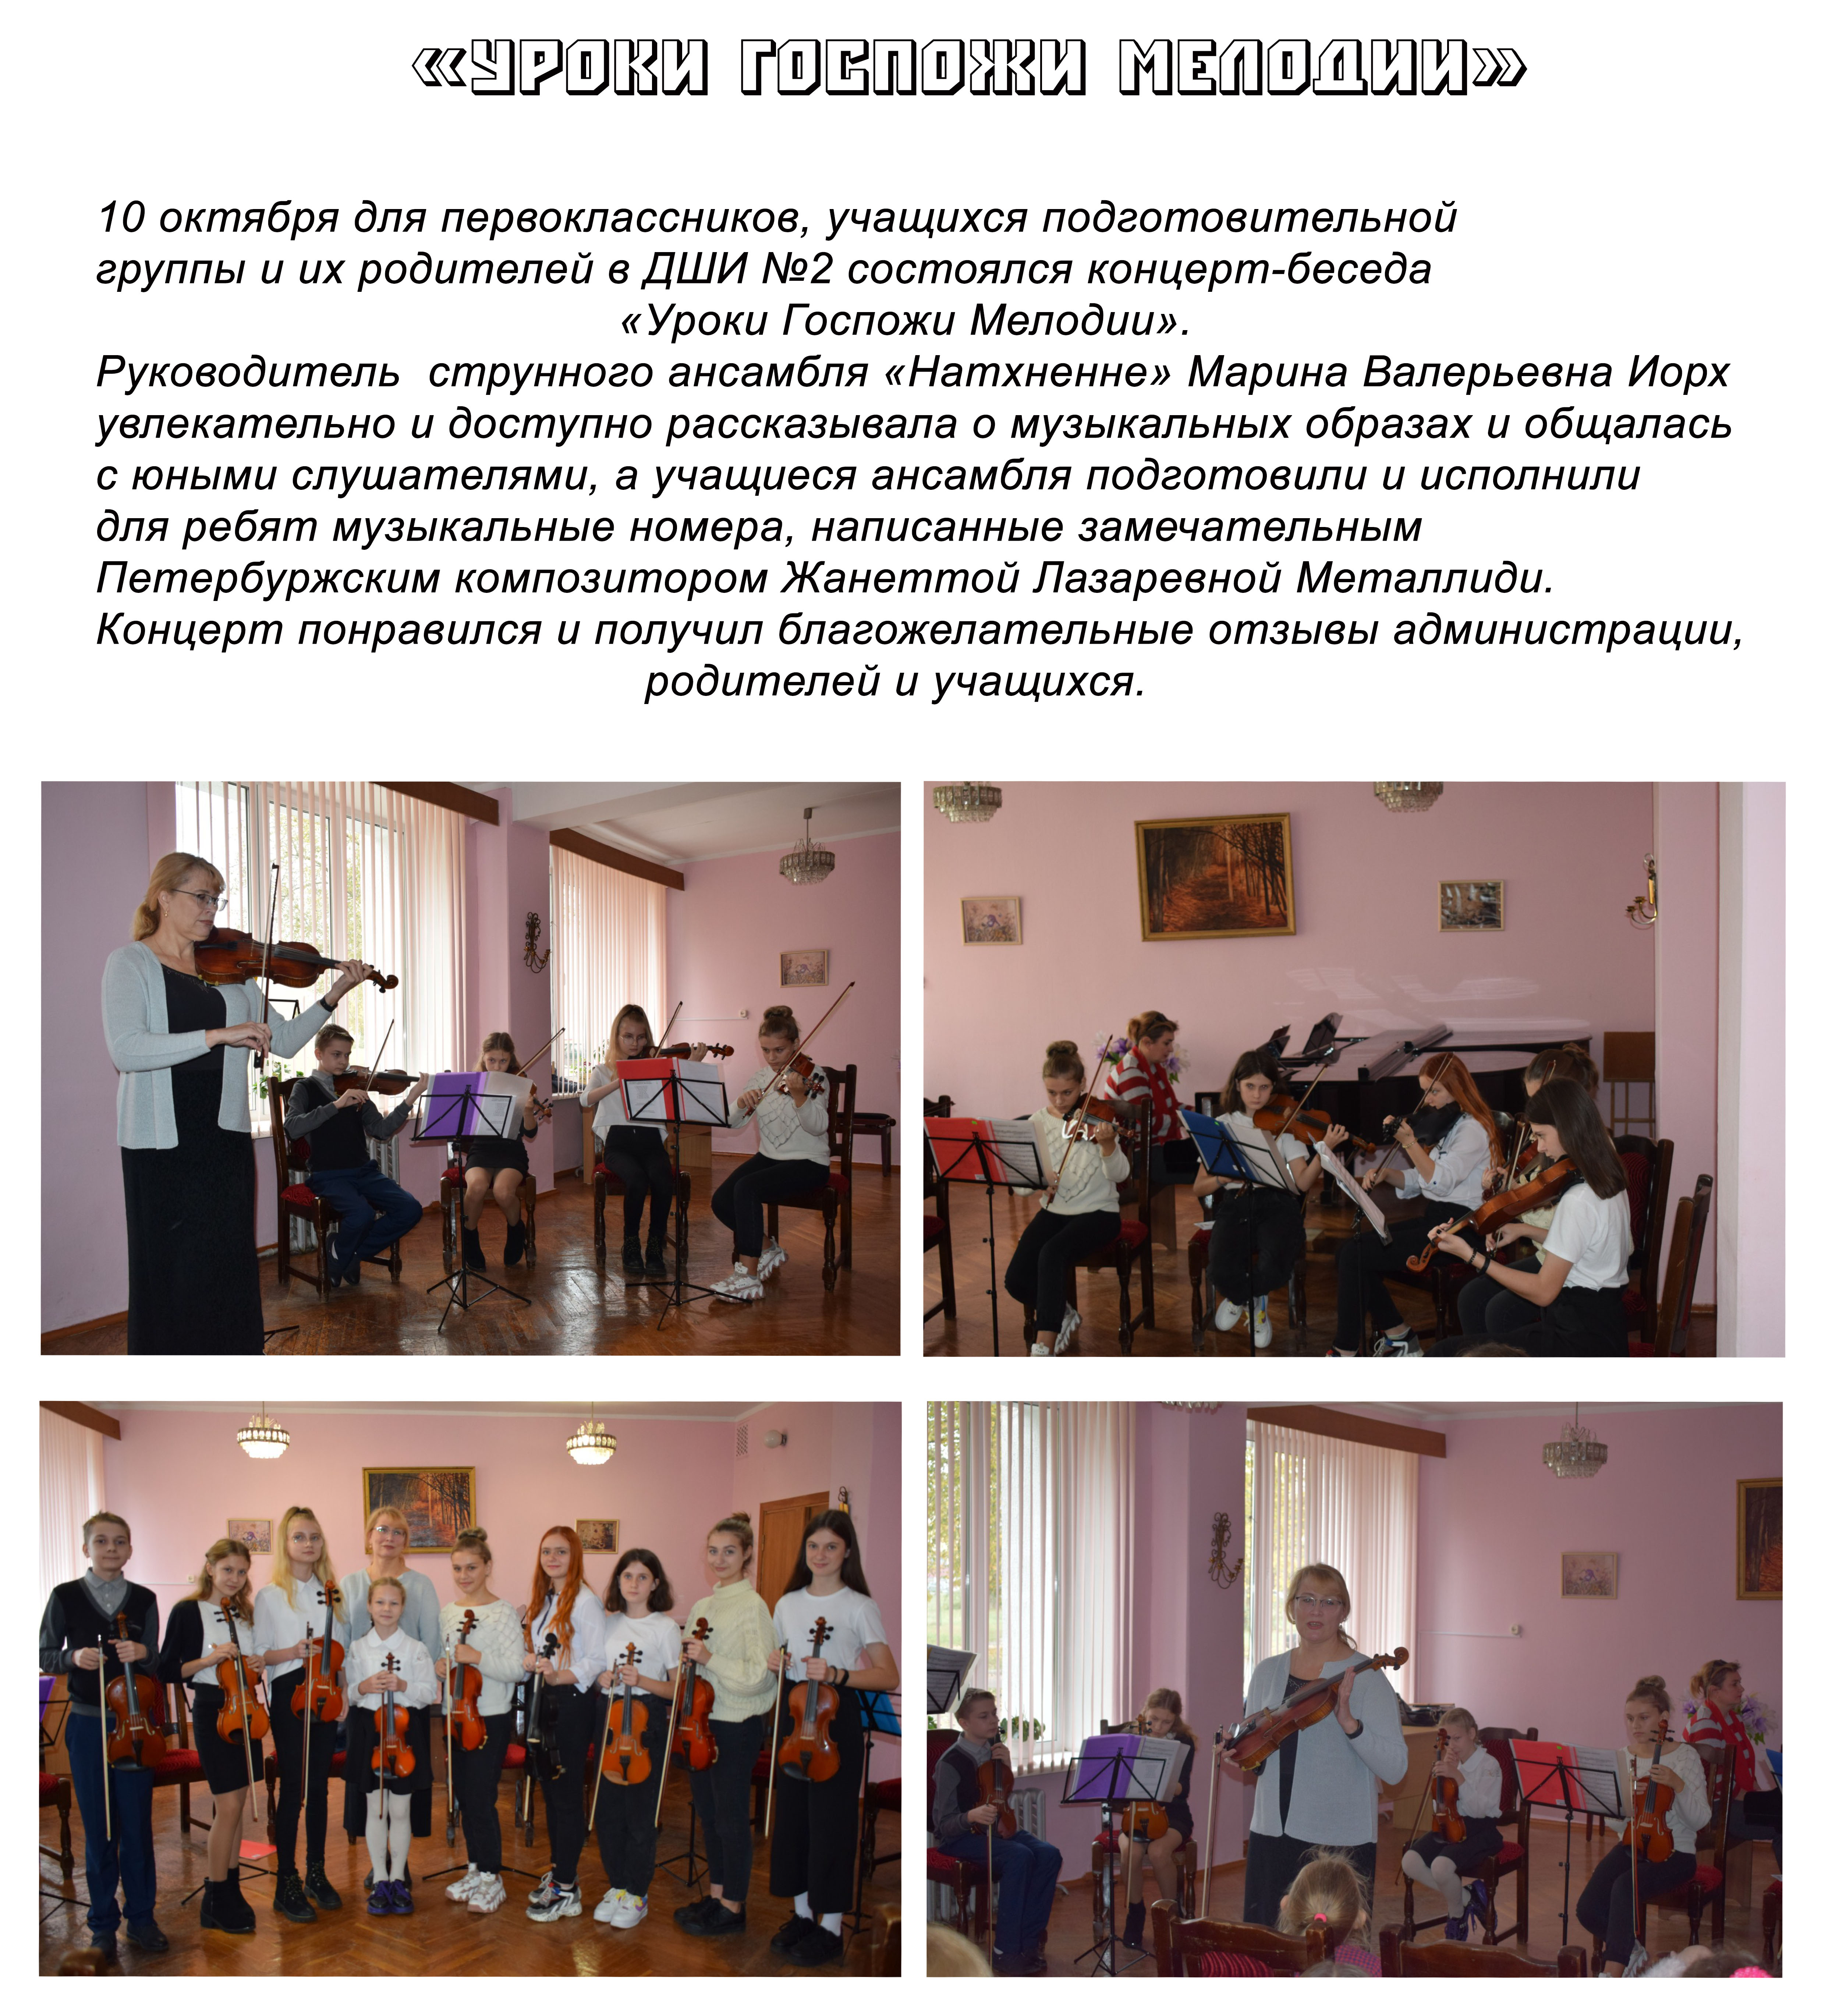 «УРОКИ ГОСПОЖИ МЕЛОДИИ»
10 октября для первоклассников, учащихся подготовительной
группы и их родителей в ДШИ №2 состоялся концерт-беседа
«Уроки Госпожи Мелодии».
Руководитель  струнного ансамбля «Натхненне» Марина Валерьевна Иорх
увлекательно и доступно рассказывала о музыкальных образах и общалась
с юными слушателями, а учащиеся ансамбля подготовили и исполнили
для ребят музыкальные номера, написанные замечательным
Петербуржским композитором Жанеттой Лазаревной Металлиди.
Концерт понравился и получил благожелательные отзывы администрации,
родителей и учащихся.